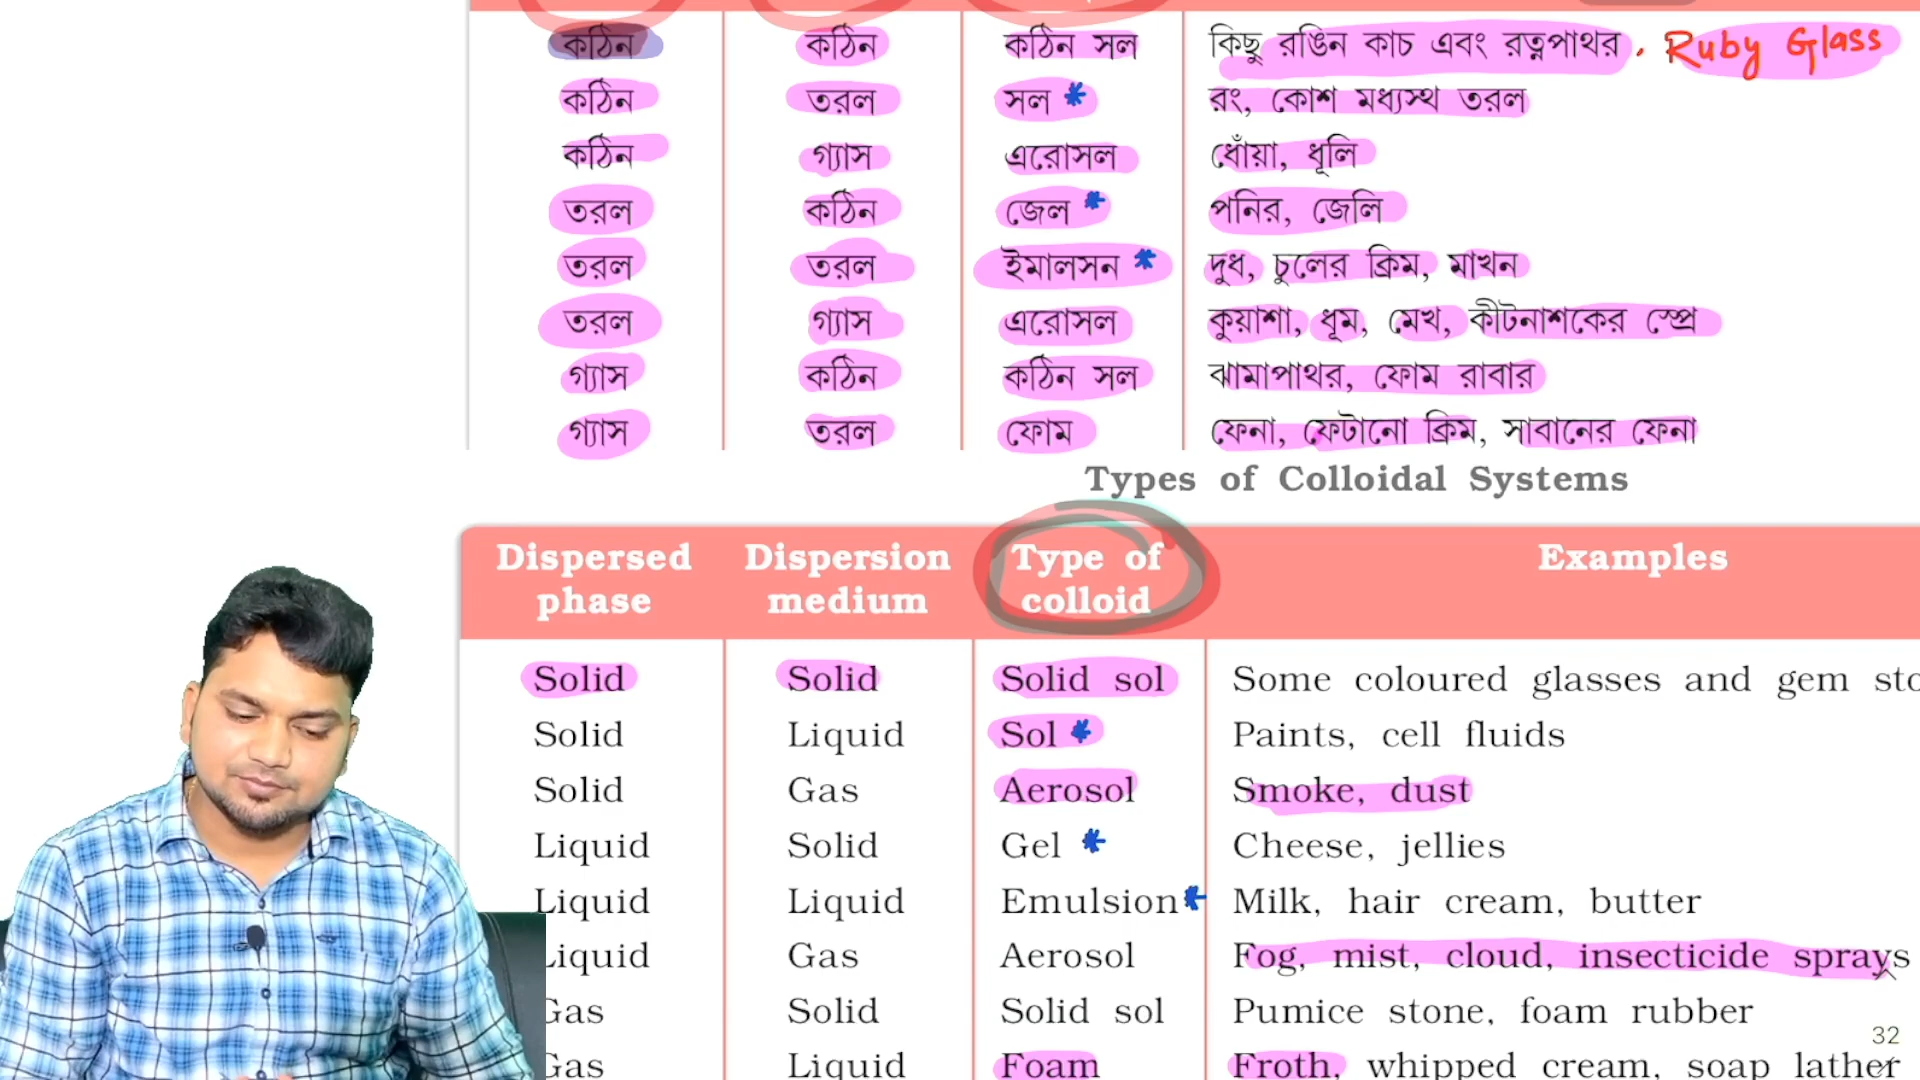 কঠিন কঠিন কঠিন সল কিছু রঙিন কাচ এবং রত্নপাথর . Ruby Glass
কঠিন তরল সল * রং, কোশ মধ্যস্থ তরল
কঠিন গ্যাস এরোসল ধোঁয়া, ধূলি
তরল কঠিন জেল * পনির, জেলি
তরল তরল ইমালসন * দুধ, চুলের ক্রিম, মাখন
তরল গ্যাস এরোসল কুয়াশা, ধূম, মেখ, কীটনাশকের স্প্রে
গ্যাস কঠিন কঠিন সল ঝামাপাথর, ফোম রাবার
গ্যাস তরল ফোম ফেনা, ফেটানো ক্রিম, সাবানের ফেনা
Types of Colloidal Systems
Dispersed phase Dispersion medium Type of colloid Examples
Solid Solid Solid sol Some coloured glasses and gem sto
Solid Liquid Sol * Paints, cell fluids
Solid Gas Aerosol Smoke, dust
Liquid Solid Gel * Cheese, jellies
Liquid Liquid Emulsion * Milk, hair cream, butter
Liquid Gas Aerosol Fog, mist, cloud, insecticide sprays
Gas Solid Solid sol Pumice stone, foam rubber
Gas Liquid Foam Froth, whipped cream, soap lather
32